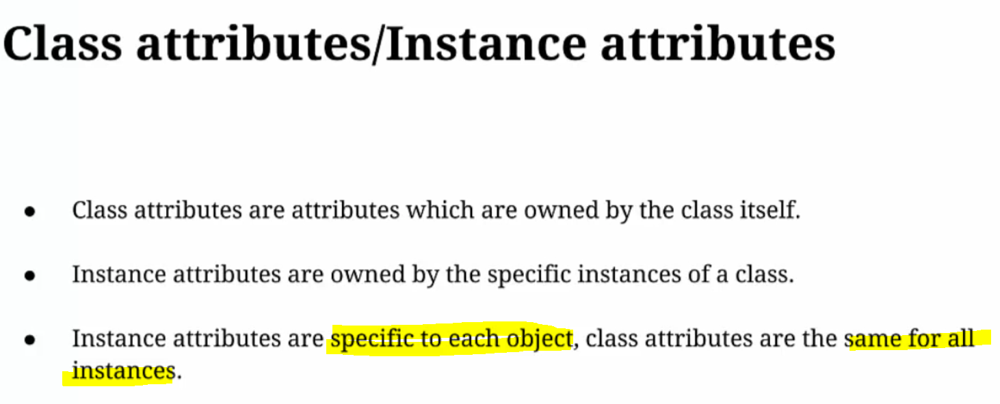 Class attributes/Instance attributes
● Class attributes are attributes which are owned by the class itself.
● Instance attributes are owned by the specific instances of a class.
● Instance attributes are specific to each object, class attributes are the same for all
instances.